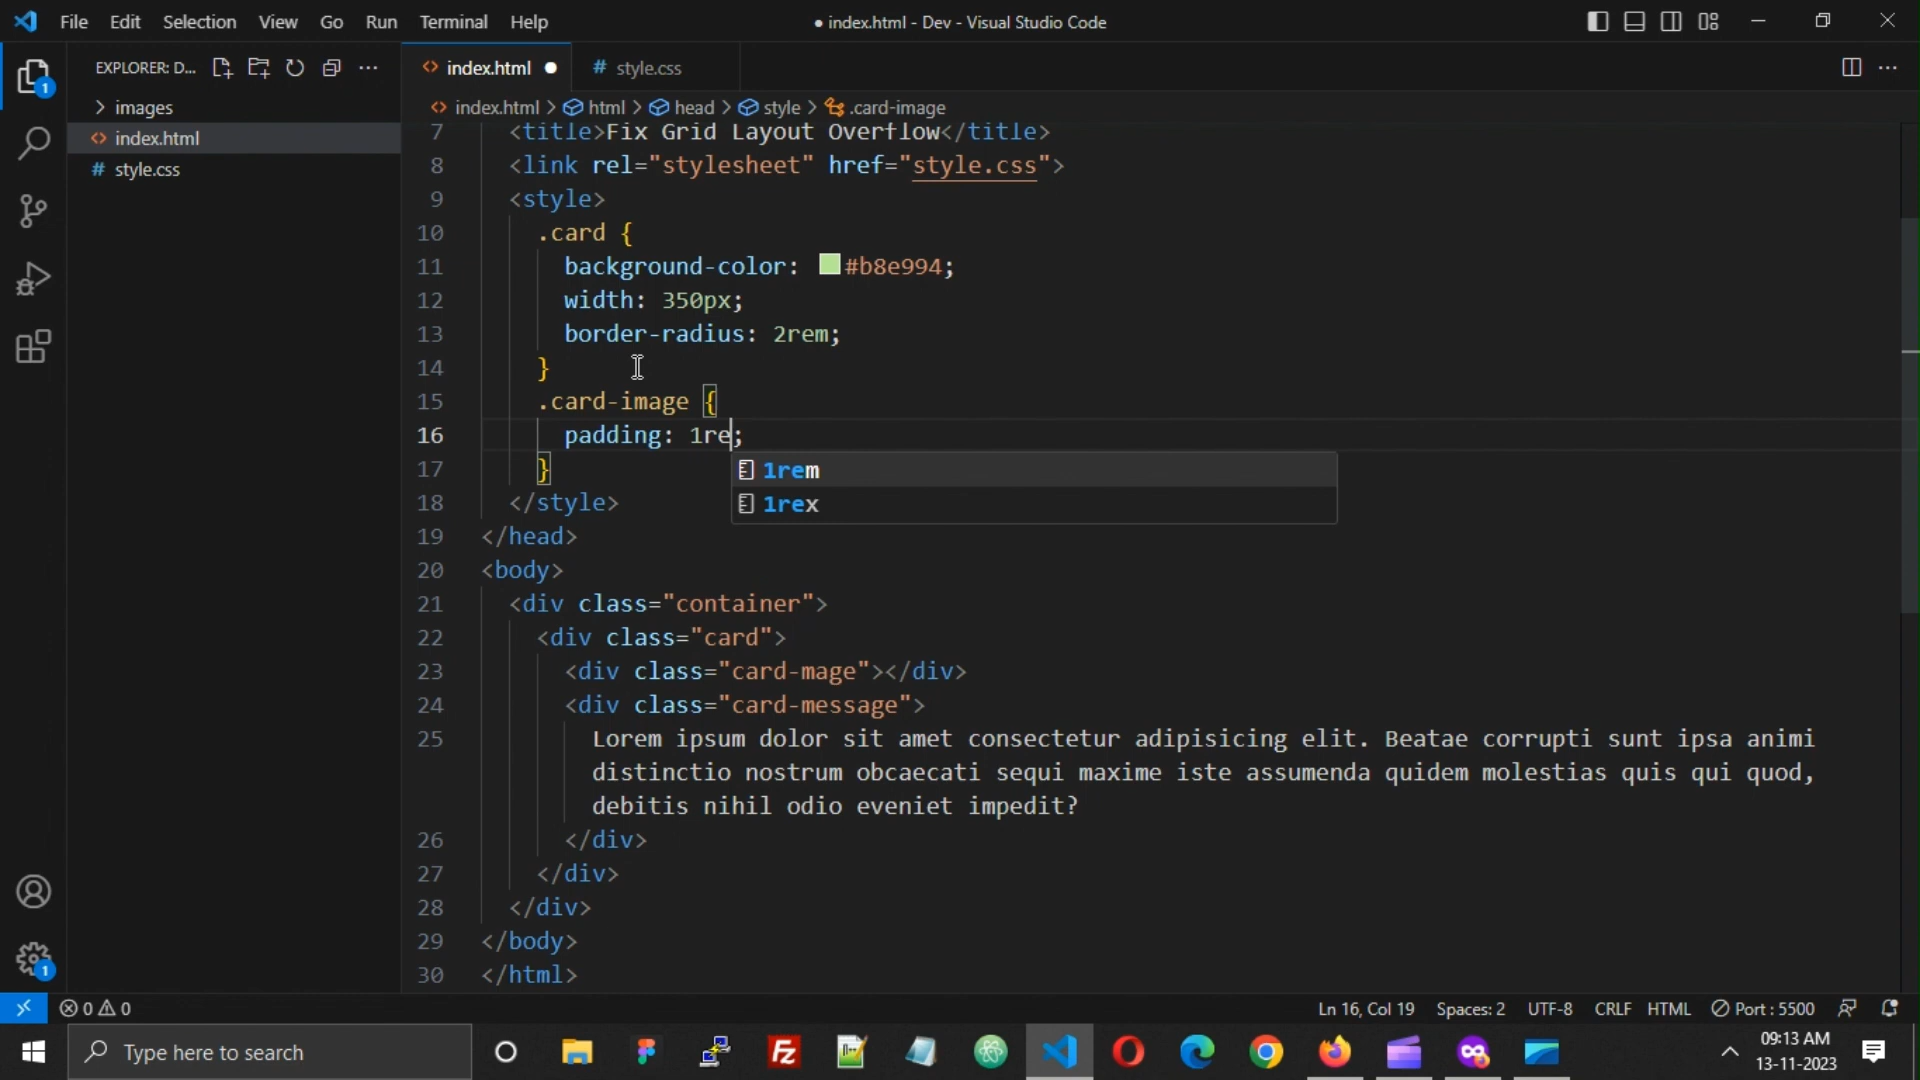 File Edit Selection View Go Run Terminal Help
● index.html - Dev - Visual Studio Code
EXPLORER: D...
images
index.html
style.css
index.html
# style.css
index.html > html > head > style > .card-image
7 <title>Fix Grid Layout Overflow</title>
8 <link rel="stylesheet" href="style.css">
9 <style>
10 .card {
11 background-color: #b8e994;
12 width: 350px;
13 border-radius: 2rem;
14 }
15 .card-image {
16 padding: 1re;
1rem
1rex
17 }
18 </style>
19 </head>
20 <body>
21 <div class="container">
22 <div class="card">
23 <div class="card-mage"></div>
24 <div class="card-message">
25 Lorem ipsum dolor sit amet consectetur adipisicing elit. Beatae corrupti sunt ipsa animi
distinctio nostrum obcaecati sequi maxime iste assumenda quidem molestias quis qui quod,
debitis nihil odio eveniet impedit?
26 </div>
27 </div>
28 </div>
29 </body>
30 </html>
1
1
0 0
Ln 16, Col 19 Spaces: 2 UTF-8 CRLF HTML Port : 5500
Type here to search
09:13 AM
13-11-2023